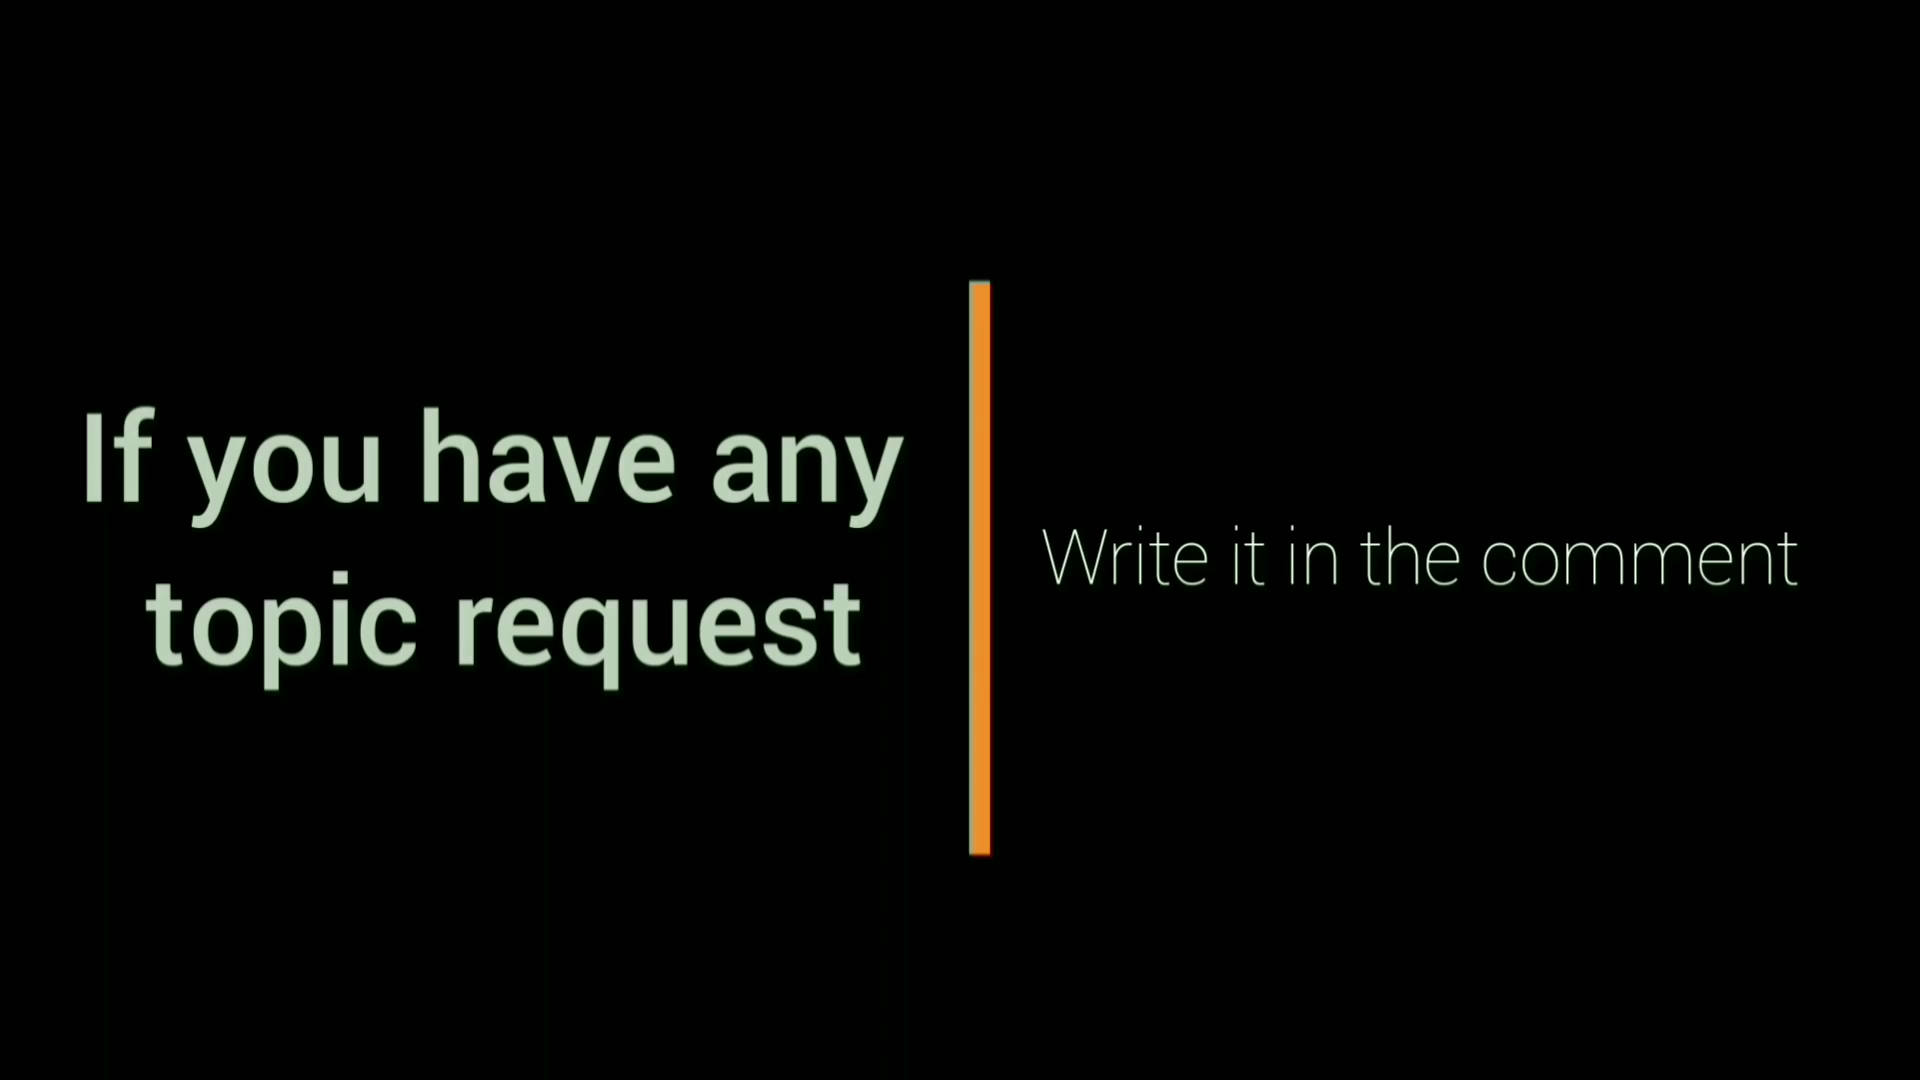 If you have any
topic request
Write it in the comment